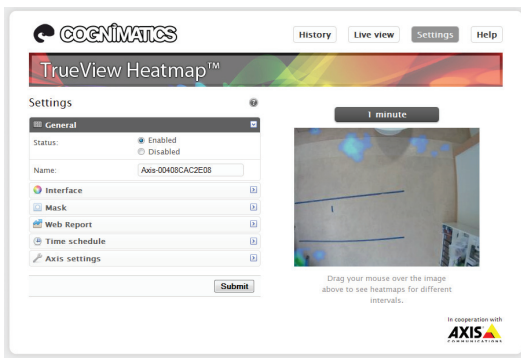 COGNIMATICS
History
Live view
Settings
Help
TrueView Heatmap™
Settings
General
Status:
Enabled
Disabled
Name:
Axis-00408CAC2E08
Interface
Mask
Web Report
Time schedule
Axis settings
Submit
1 minute
Drag your mouse over the image
above to see heatmaps for different
intervals.
In cooperation with
AXIS
COMMUNICATIONS